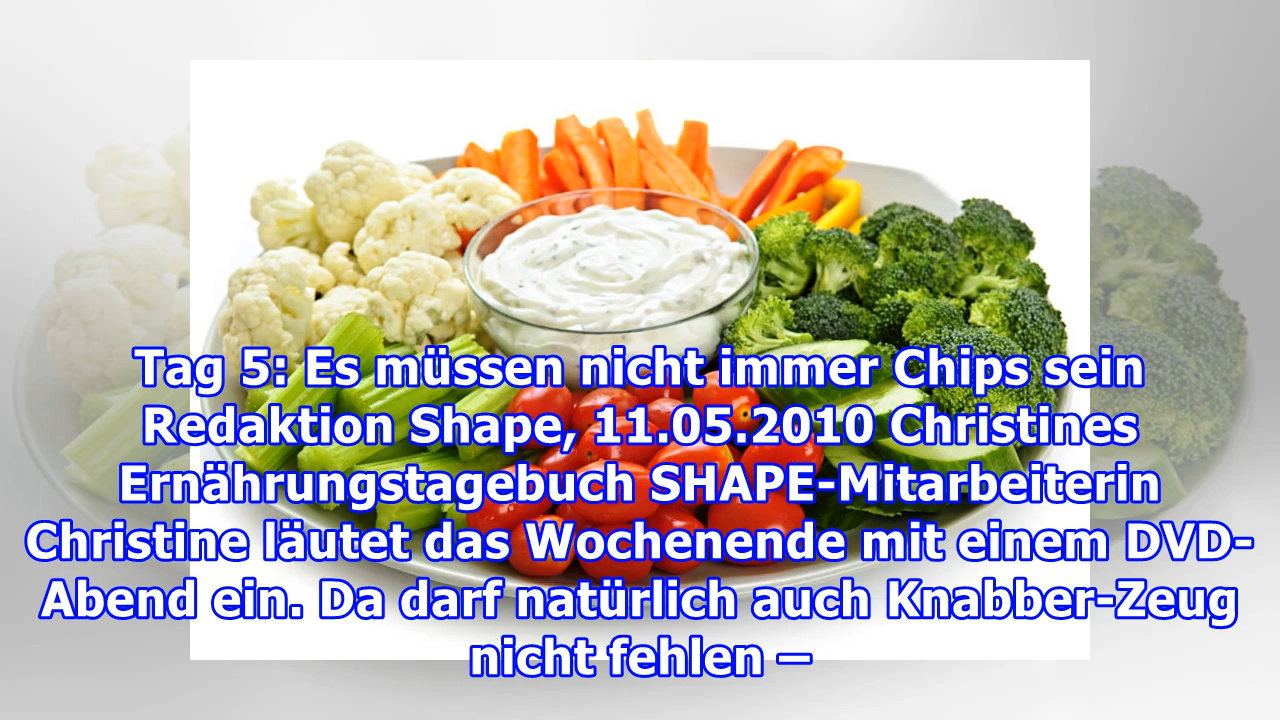 Tag 5: Es müssen nicht immer Chips sein
Redaktion Shape, 11.05.2010 Christines
Ernährungstagebuch SHAPE-Mitarbeiterin
Christine läutet das Wochenende mit einem DVD-
Abend ein. Da darf natürlich auch Knabber-Zeug
nicht fehlen –